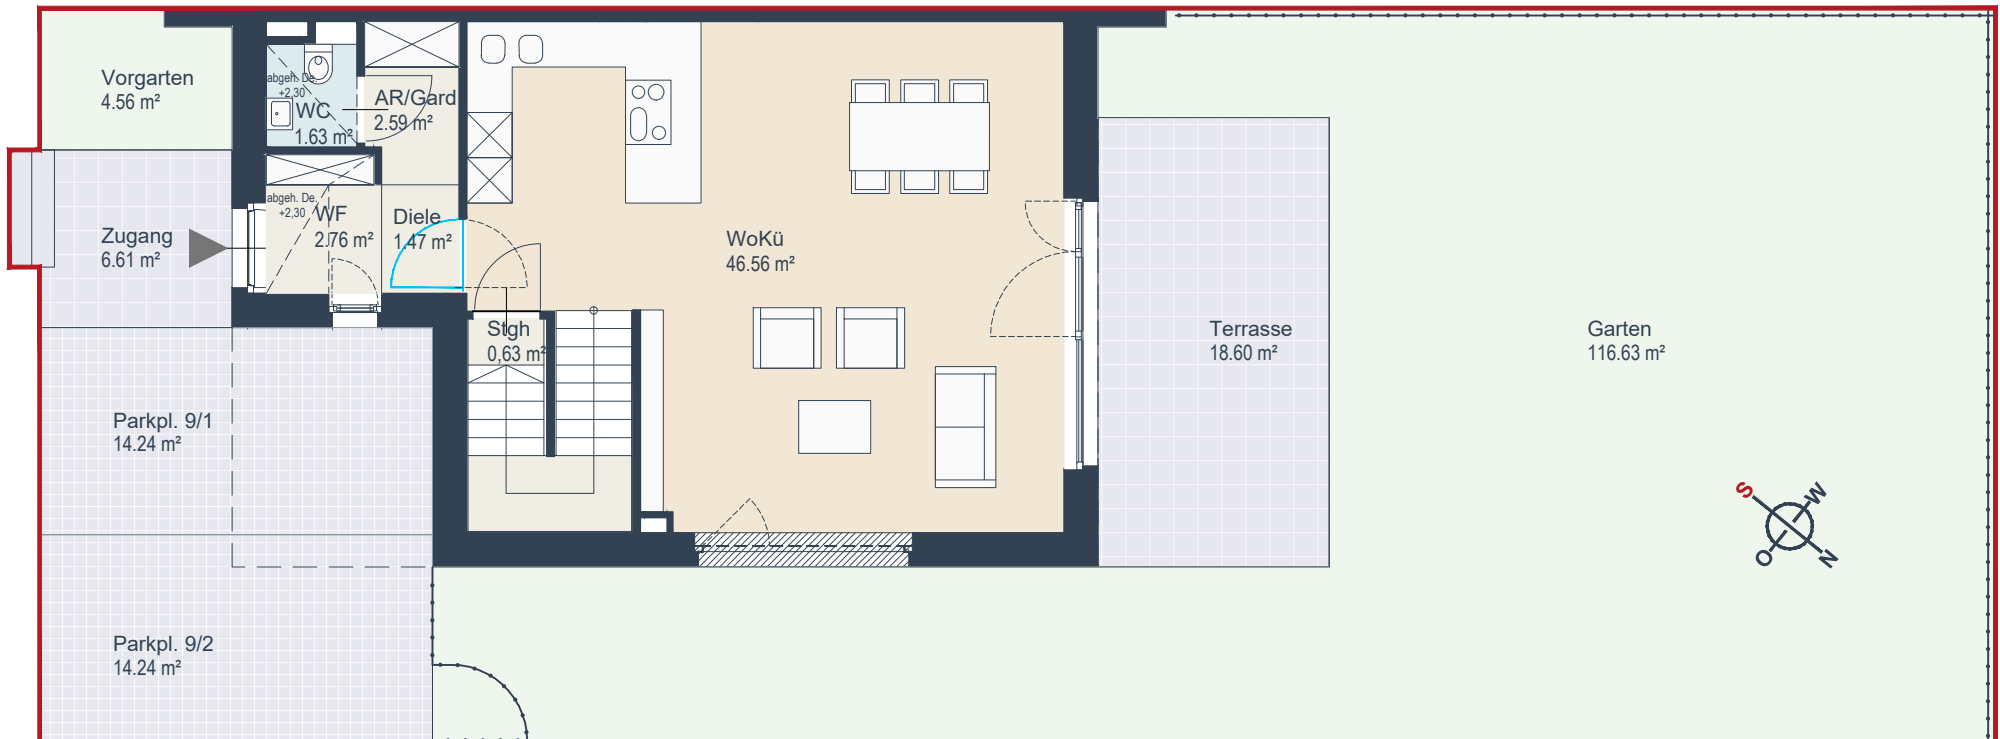 Vorgarten
4.56 m²
abgeh. De.
+2,30
WC
1.63 m²
AR/Gard
2.59 m²
Zugang
6.61 m²
abgeh. De.
+2,30
WF
2.76 m²
Diele
1.47 m²
WoKü
46.56 m²
Stgh
0,63 m²
Terrasse
18.60 m²
Garten
116.63 m²
Parkpl. 9/1
14.24 m²
Parkpl. 9/2
14.24 m²
S
W
O
N